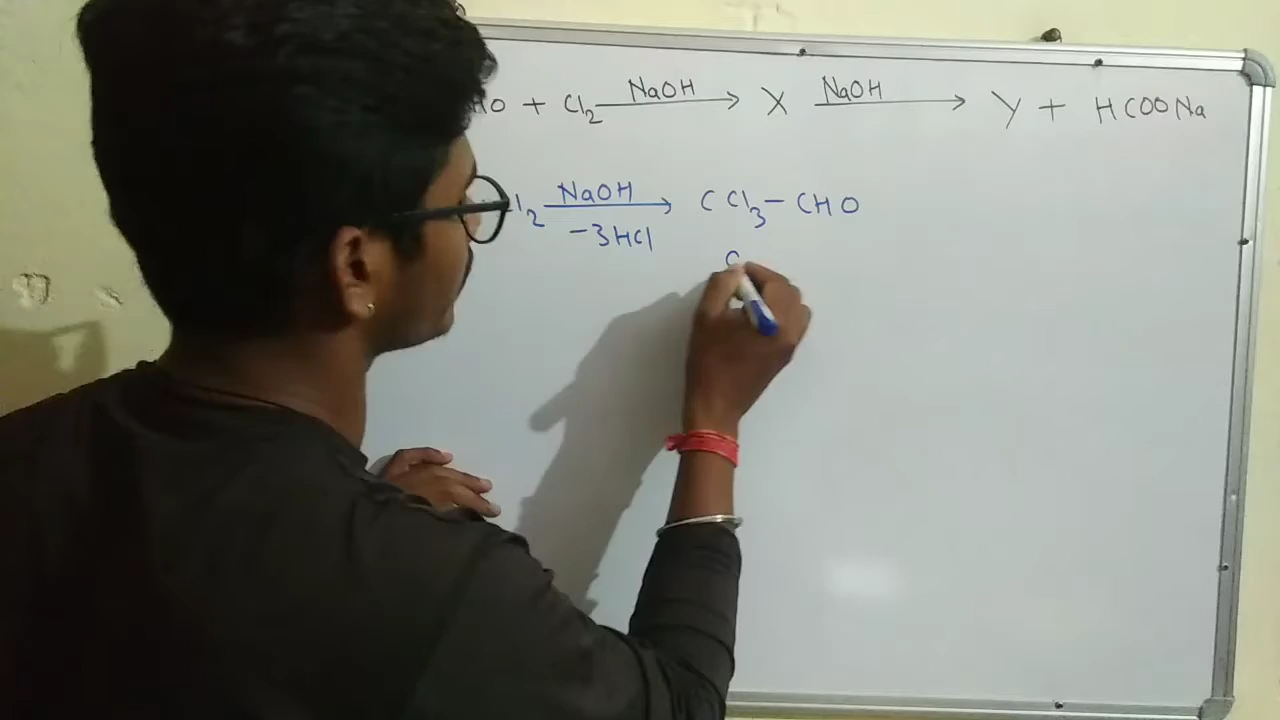 HO + Cl₂ NaOH → X NaOH → Y + HCOONa
l₂ NaOH → CCl₃-CHO
-3HCl
C